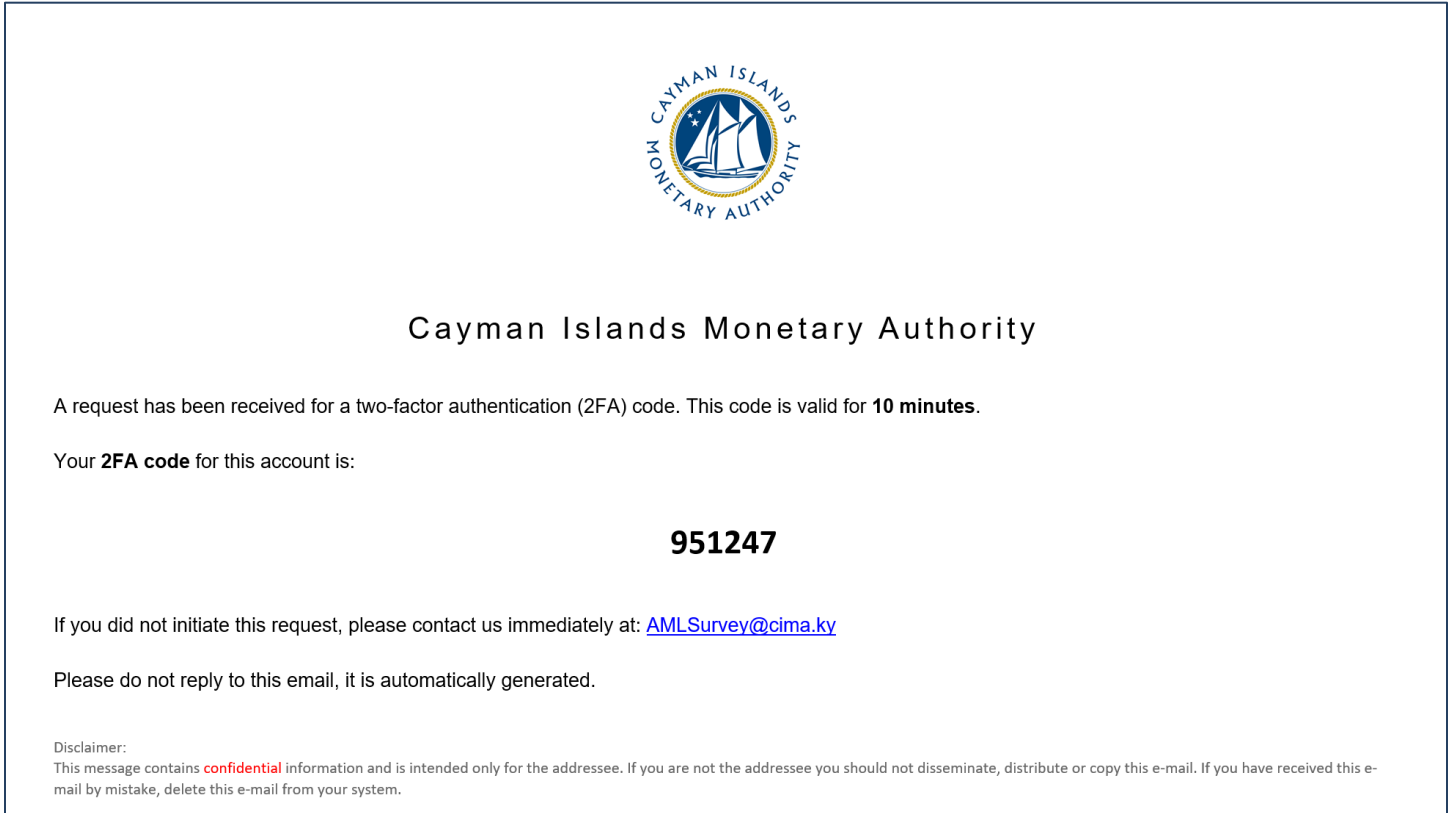 CAYMAN ISLANDS
MONETARY AUTHORITY
Cayman Islands Monetary Authority
A request has been received for a two-factor authentication (2FA) code. This code is valid for 10 minutes.
Your 2FA code for this account is:
951247
If you did not initiate this request, please contact us immediately at: AMLSurvey@cima.ky
Please do not reply to this email, it is automatically generated.
Disclaimer:
This message contains confidential information and is intended only for the addressee. If you are not the addressee you should not disseminate, distribute or copy this e-mail. If you have received this e-
mail by mistake, delete this e-mail from your system.